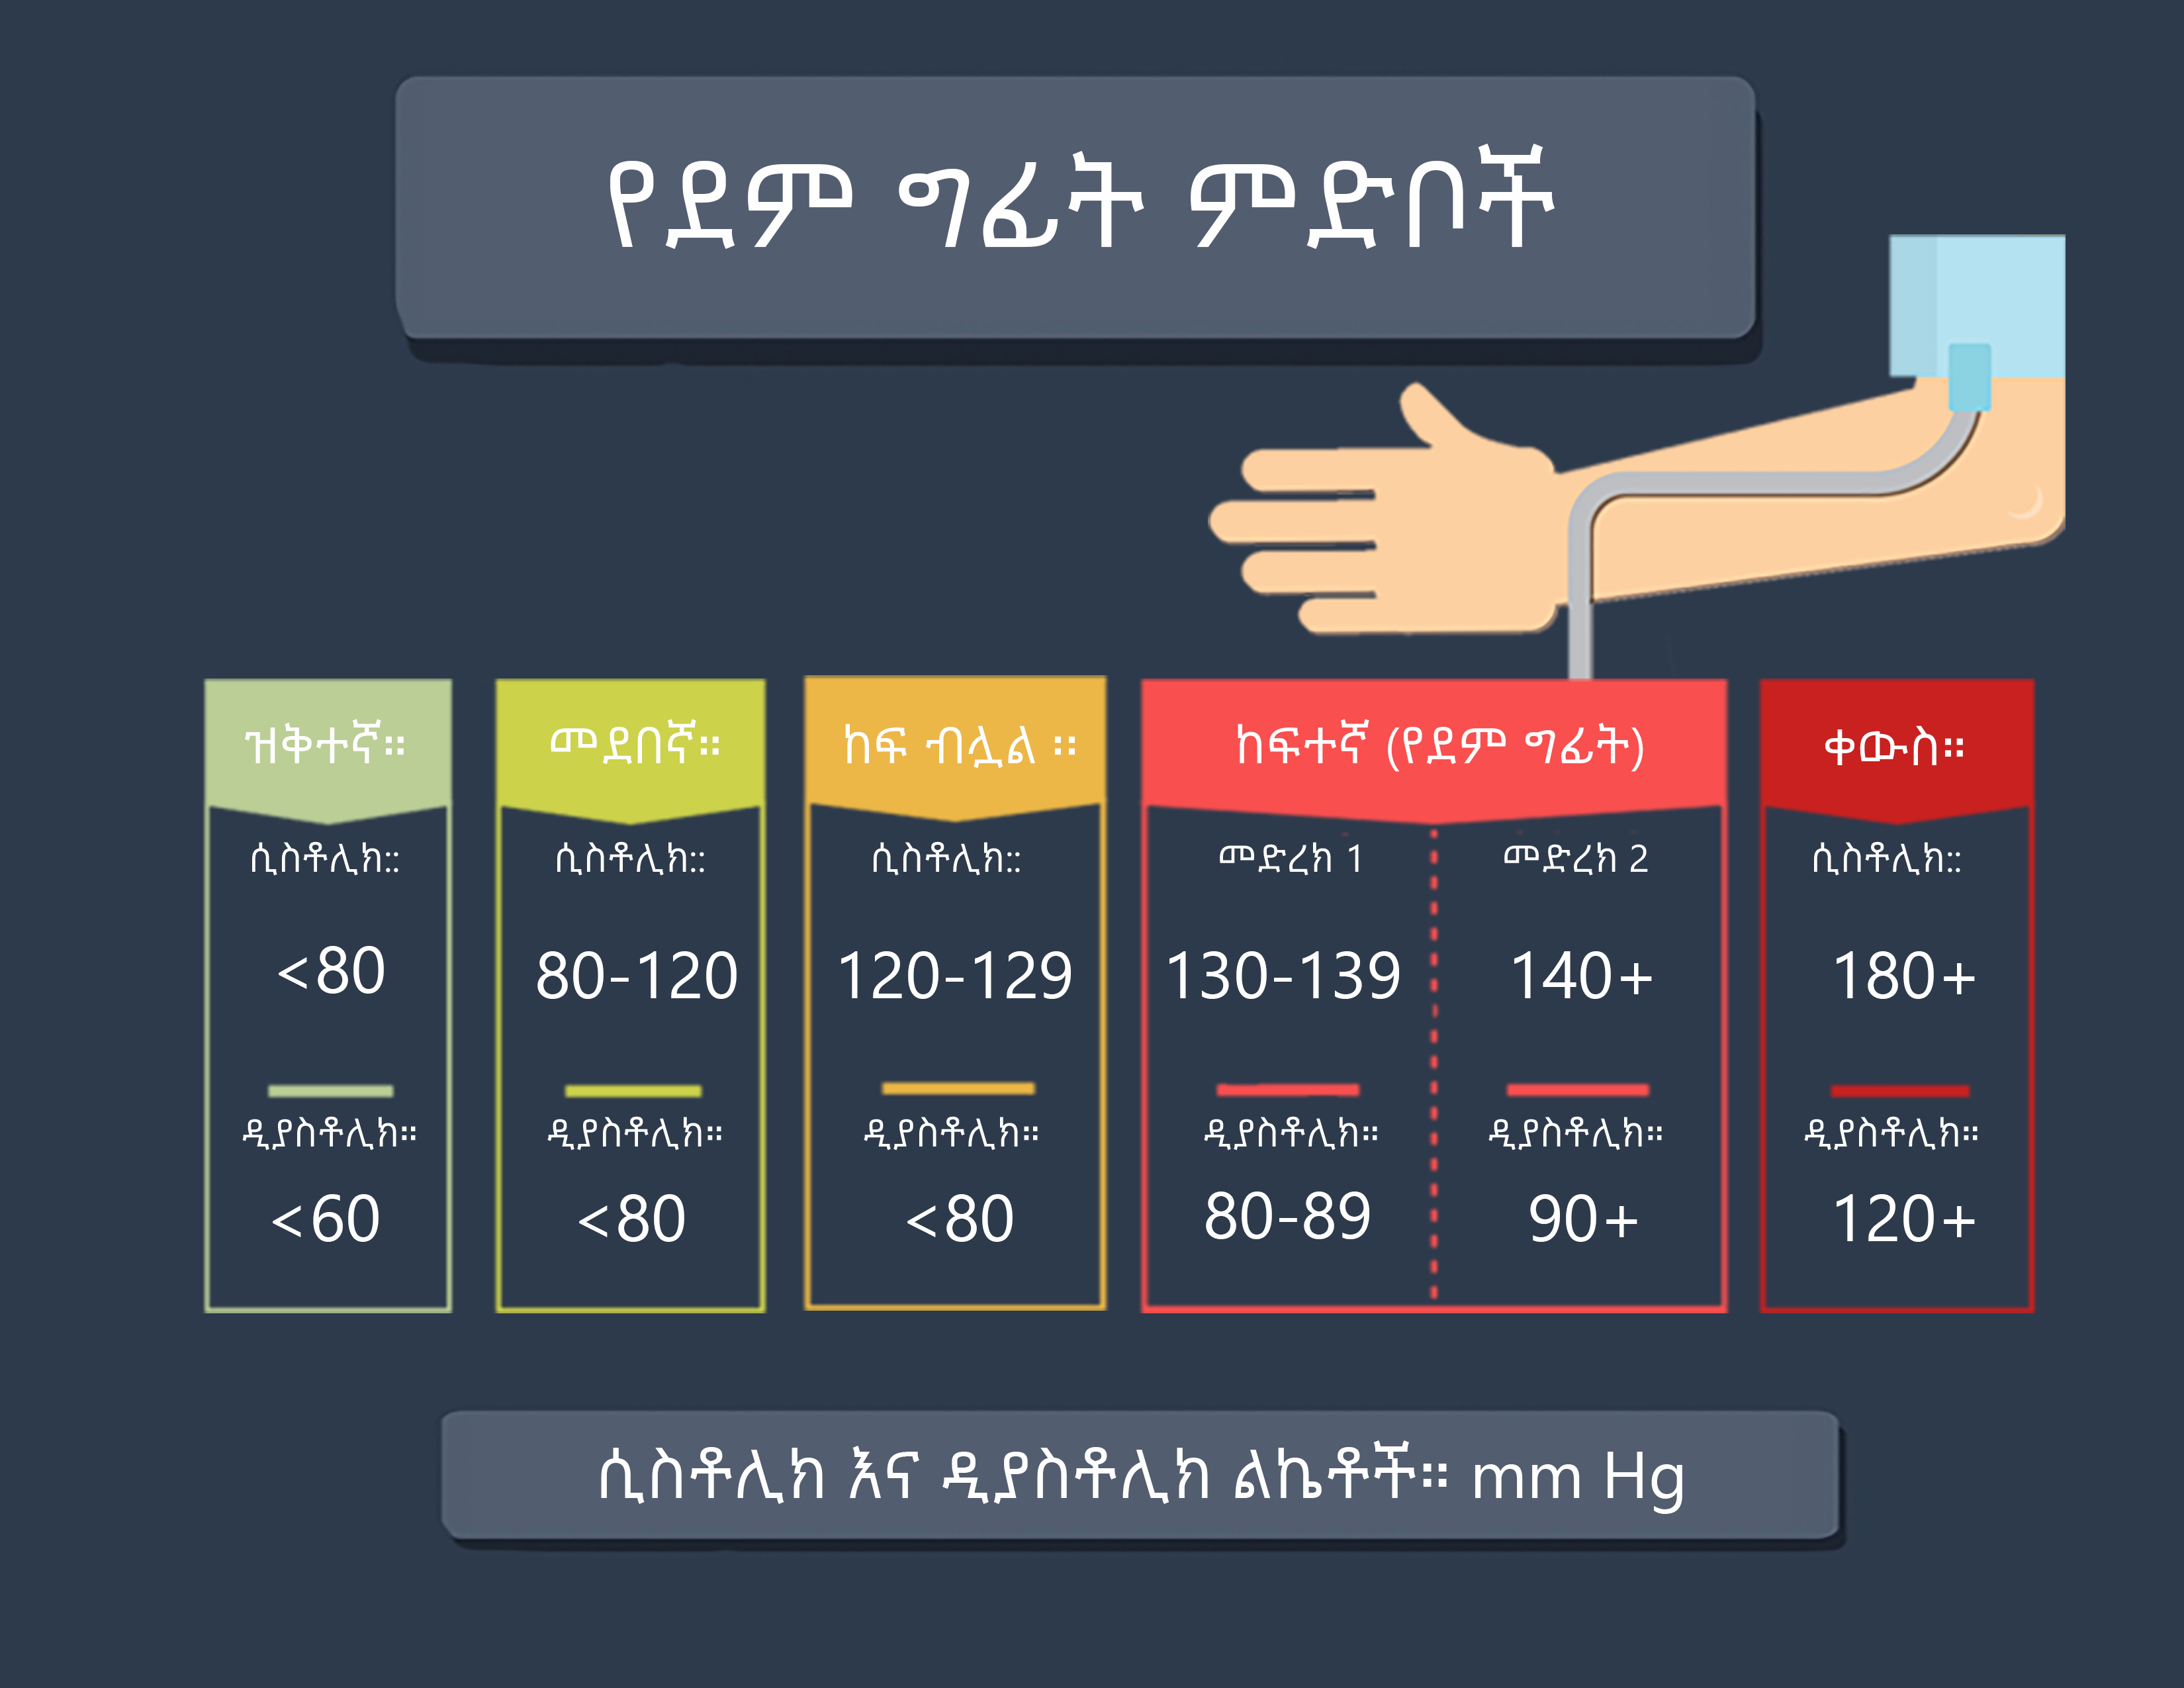 የደም ግፊት ምድቦች
ዝቅተኛ።
ሲስቶሊክ::
<80
ዲያስቶሊክ።
<60
መደበኛ።
ሲስቶሊክ::
80-120
ዲያስቶሊክ።
<80
ከፍ ብሏል ።
ሲስቶሊክ::
120-129
ዲያስቶሊክ።
<80
ከፍተኛ (የደም ግፊት)
መድረክ 1
130-139
ዲያስቶሊክ።
80-89
መድረክ 2
140+
ዲያስቶሊክ።
90+
ቀውስ።
ሲስቶሊክ::
180+
ዲያስቶሊክ።
120+
ሲስቶሊክ እና ዲያስቶሊክ ልኬቶች። mm Hg